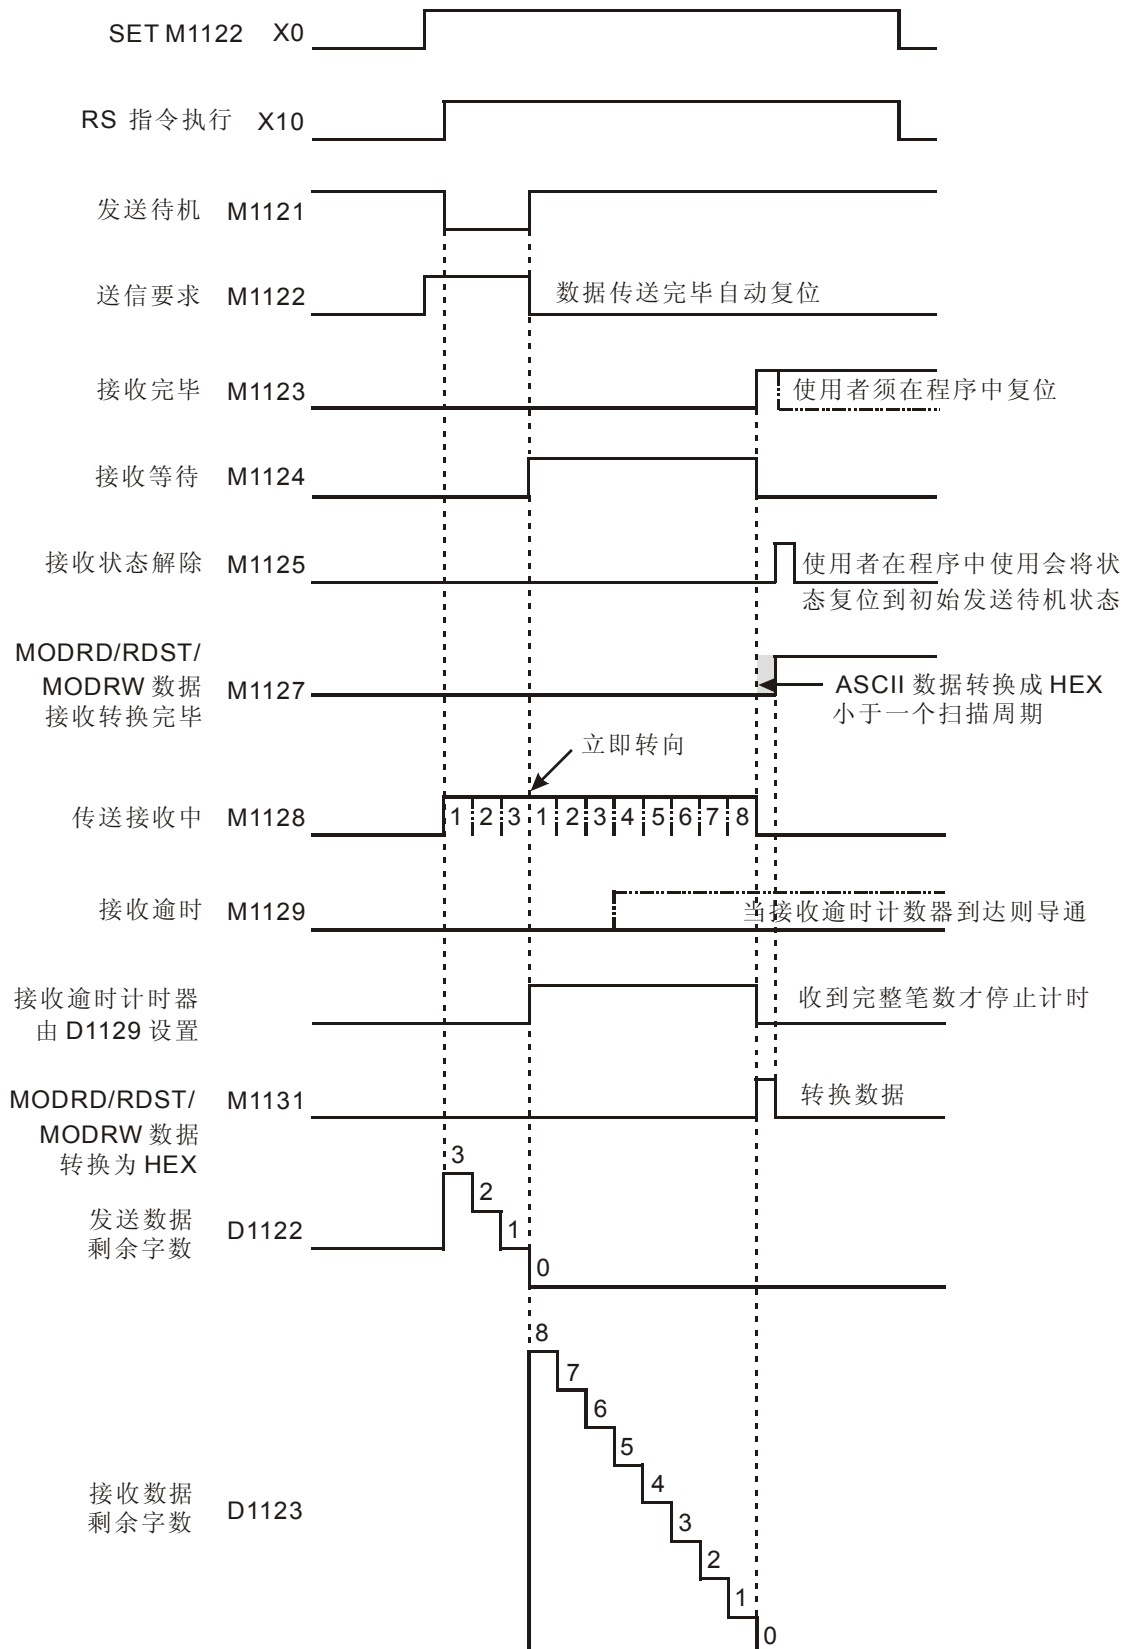 SET M1122 X0
RS 指令执行 X10
发送待机 M1121
送信要求 M1122 数据传送完毕自动复位
接收完毕 M1123 使用者须在程序中复位
接收等待 M1124
接收状态解除 M1125 使用者在程序中使用会将状
态复位到初始发送待机状态
MODRD/RDST/
MODRW 数据 M1127 ASCII 数据转换成 HEX
接收转换完毕 小于一个扫描周期
立即转向
传送接收中 M1128 1 2 3 1 2 3 4 5 6 7 8
接收逾时 M1129 当接收逾时计数器到达则导通
接收逾时计时器 收到完整笔数才停止计时
由 D1129 设置
MODRD/RDST/ M1131 转换数据
MODRW 数据
转换为 HEX
3
2
1
0
发送数据 D1122
剩余字数
8
7
6
5
4
3
2
1
0
接收数据 D1123
剩余字数